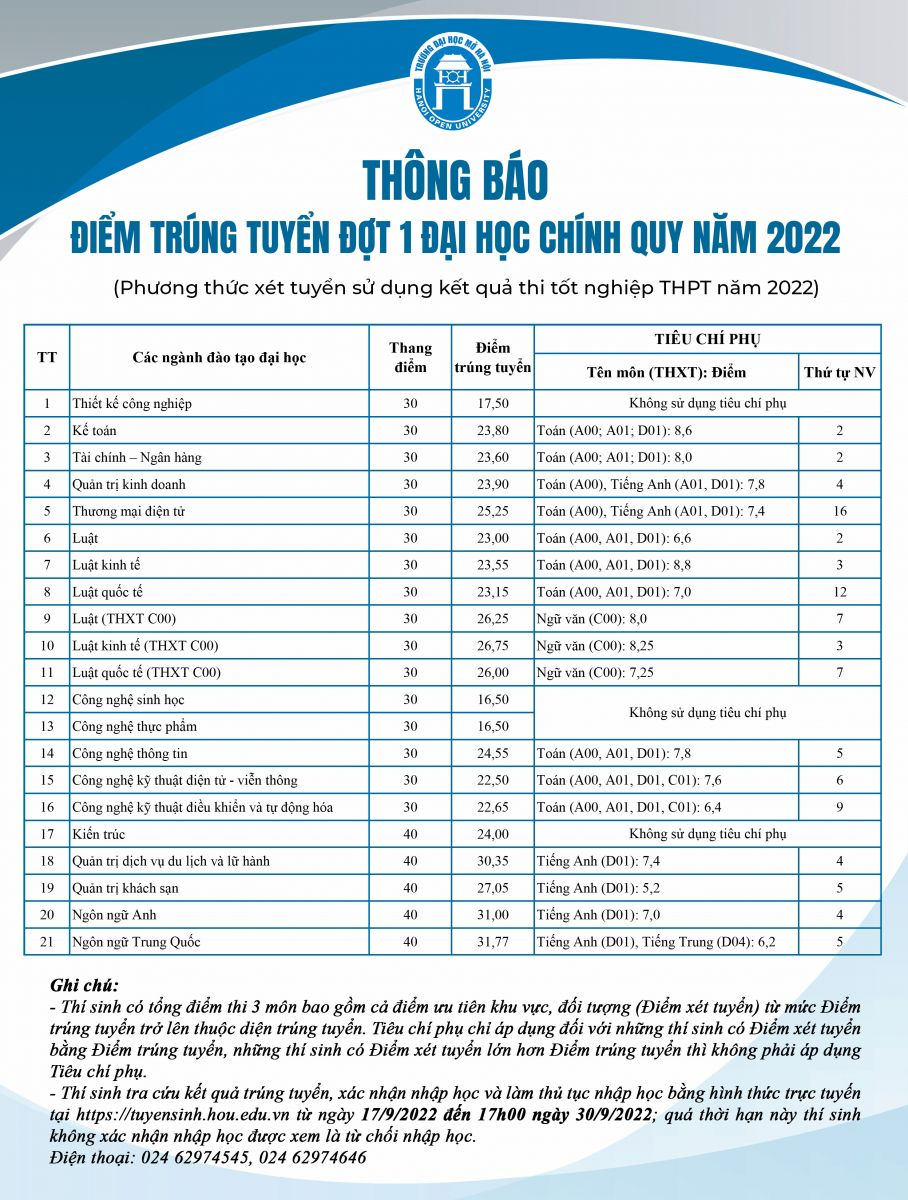 TRƯỜNG ĐẠI HỌC MỞ HÀ NỘI
HANOI OPEN UNIVERSITY
THÔNG BÁO
ĐIỂM TRÚNG TUYỂN ĐỢT 1 ĐẠI HỌC CHÍNH QUY NĂM 2022
(Phương thức xét tuyển sử dụng kết quả thi tốt nghiệp THPT năm 2022)
TT Các ngành đào tạo đại học Thang điểm Điểm trúng tuyển TIÊU CHÍ PHỤ
Tên môn (THXT): Điểm Thứ tự NV
1 Thiết kế công nghiệp 30 17,50 Không sử dụng tiêu chí phụ
2 Kế toán 30 23,80 Toán (A00; A01; D01): 8,6 2
3 Tài chính – Ngân hàng 30 23,60 Toán (A00; A01; D01): 8,0 2
4 Quản trị kinh doanh 30 23,90 Toán (A00), Tiếng Anh (A01, D01): 7,8 4
5 Thương mại điện tử 30 25,25 Toán (A00), Tiếng Anh (A01, D01): 7,4 16
6 Luật 30 23,00 Toán (A00, A01, D01): 6,6 2
7 Luật kinh tế 30 23,55 Toán (A00, A01, D01): 8,8 3
8 Luật quốc tế 30 23,15 Toán (A00, A01, D01): 7,0 12
9 Luật (THXT C00) 30 26,25 Ngữ văn (C00): 8,0 7
10 Luật kinh tế (THXT C00) 30 26,75 Ngữ văn (C00): 8,25 3
11 Luật quốc tế (THXT C00) 30 26,00 Ngữ văn (C00): 7,25 7
12 Công nghệ sinh học 30 16,50 Không sử dụng tiêu chí phụ
13 Công nghệ thực phẩm 30 16,50
14 Công nghệ thông tin 30 24,55 Toán (A00, A01, D01): 7,8 5
15 Công nghệ kỹ thuật điện tử - viễn thông 30 22,50 Toán (A00, A01, D01, C01): 7,6 6
16 Công nghệ kỹ thuật điều khiển và tự động hóa 30 22,65 Toán (A00, A01, D01, C01): 6,4 9
17 Kiến trúc 40 24,00 Không sử dụng tiêu chí phụ
18 Quản trị dịch vụ du lịch và lữ hành 40 30,35 Tiếng Anh (D01): 7,4 4
19 Quản trị khách sạn 40 27,05 Tiếng Anh (D01): 5,2 5
20 Ngôn ngữ Anh 40 31,00 Tiếng Anh (D01): 7,0 4
21 Ngôn ngữ Trung Quốc 40 31,77 Tiếng Anh (D01), Tiếng Trung (D04): 6,2 5
Ghi chú:
- Thí sinh có tổng điểm thi 3 môn bao gồm cả điểm ưu tiên khu vực, đối tượng (Điểm xét tuyển) từ mức Điểm
trúng tuyển trở lên thuộc diện trúng tuyển. Tiêu chí phụ chỉ áp dụng đối với những thí sinh có Điểm xét tuyển
bằng Điểm trúng tuyển, những thí sinh có Điểm xét tuyển lớn hơn Điểm trúng tuyển thì không phải áp dụng
Tiêu chí phụ.
- Thí sinh tra cứu kết quả trúng tuyển, xác nhận nhập học và làm thủ tục nhập học bằng hình thức trực tuyến
tại https://tuyensinh.hou.edu.vn từ ngày 17/9/2022 đến 17h00 ngày 30/9/2022; quá thời hạn này thí sinh
không xác nhận nhập học được xem là từ chối nhập học.
Điện thoại: 024 62974545, 024 62974646